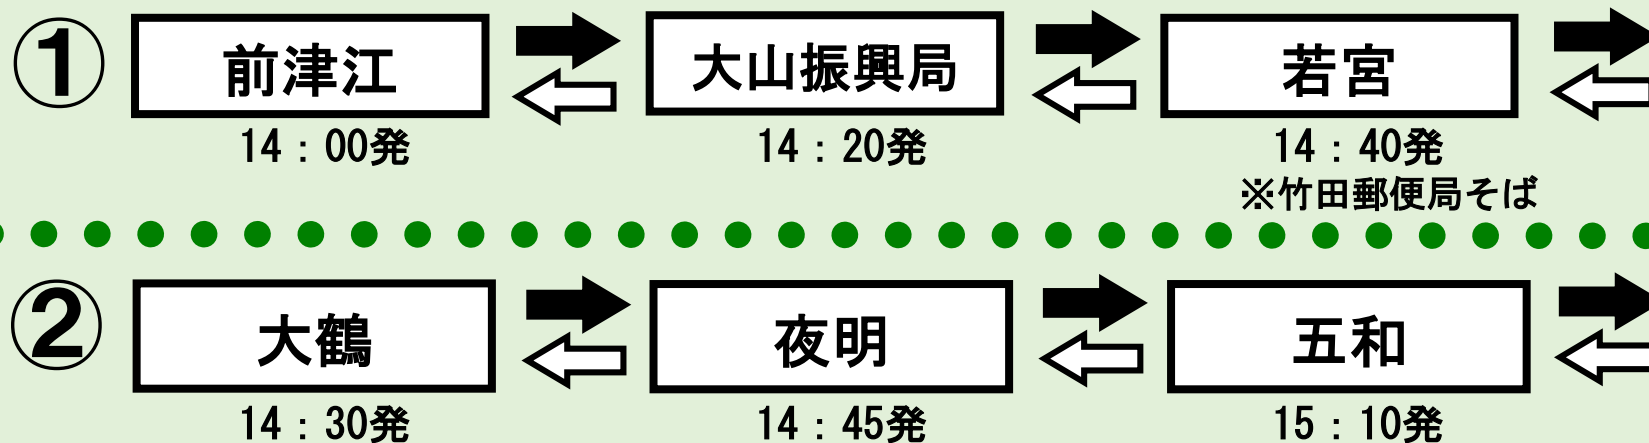 ① 前津江 大山振興局 若宮
14：00発 14：20発 14：40発
※竹田郵便局そば
② 大鶴 夜明 五和
14：30発 14：45発 15：10発